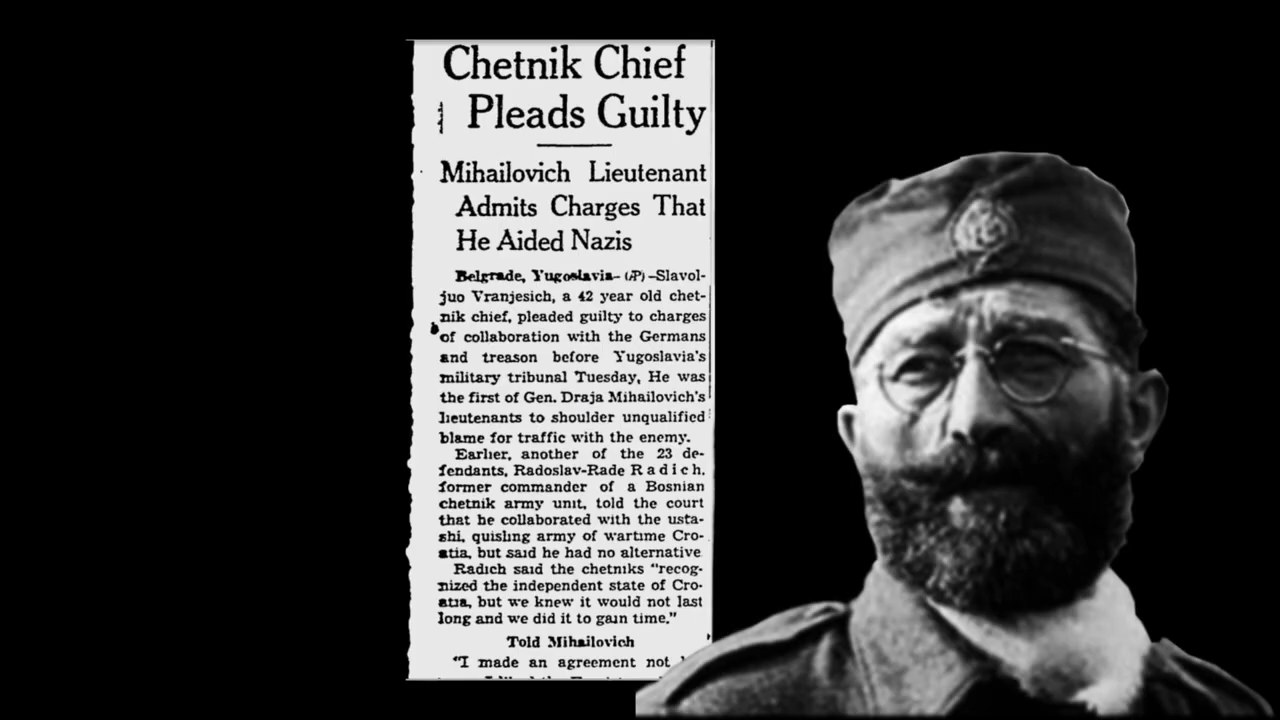 Chetnik Chief
Pleads Guilty
Mihailovich Lieutenant
Admits Charges That
He Aided Nazis
Belgrade, Yugoslavia—(AP)—Slavol-
juo Vranjesich, a 42 year old chet-
nik chief, pleaded guilty to charges
of collaboration with the Germans
and treason before Yugoslavia's
military tribunal Tuesday, He was
the first of Gen. Draja Mihailovich's
lieutenants to shoulder unqualified
blame for traffic with the enemy.
Earlier, another of the 23 de-
fendants, Radoslav-Rade Radich,
former commander of a Bosnian
chetnik army unit, told the court
that he collaborated with the usta-
shi, quisling army of wartime Cro-
atia, but said he had no alternative
Radich said the chetniks "recog-
nized the independent state of Cro-
atia, but we knew it would not last
long and we did it to gain time."
Told Mihailovich
"I made an agreement not